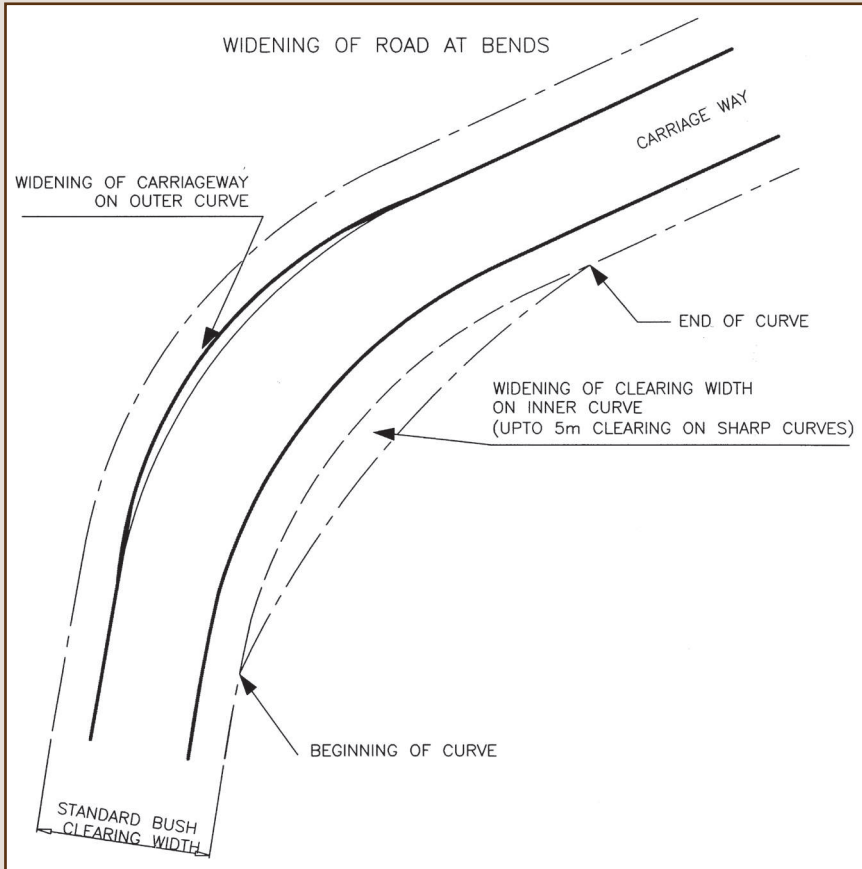 WIDENING OF ROAD AT BENDS
CARRIAGE WAY
WIDENING OF CARRIAGEWAY
ON OUTER CURVE
END OF CURVE
WIDENING OF CLEARING WIDTH
ON INNER CURVE
(UPTO 5m CLEARING ON SHARP CURVES)
BEGINNING OF CURVE
STANDARD BUSH
CLEARING WIDTH